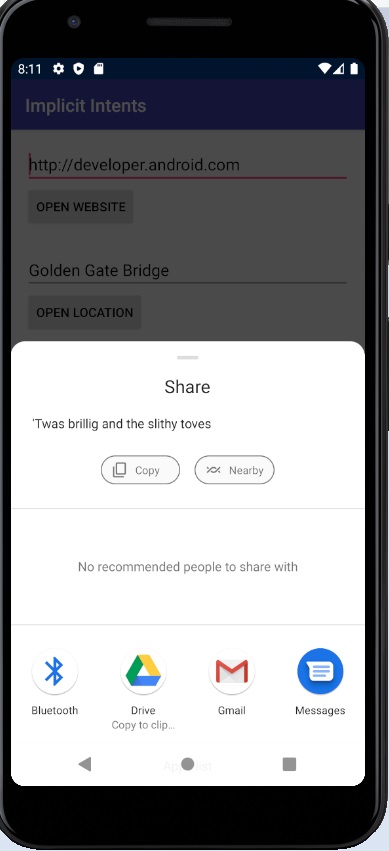 8:11
Implicit Intents
http://developer.android.com
OPEN WEBSITE
Golden Gate Bridge
OPEN LOCATION
Share
'Twas brillig and the slithy toves
Copy
Nearby
No recommended people to share with
Bluetooth
Drive
Gmail
Messages
Copy to clip...